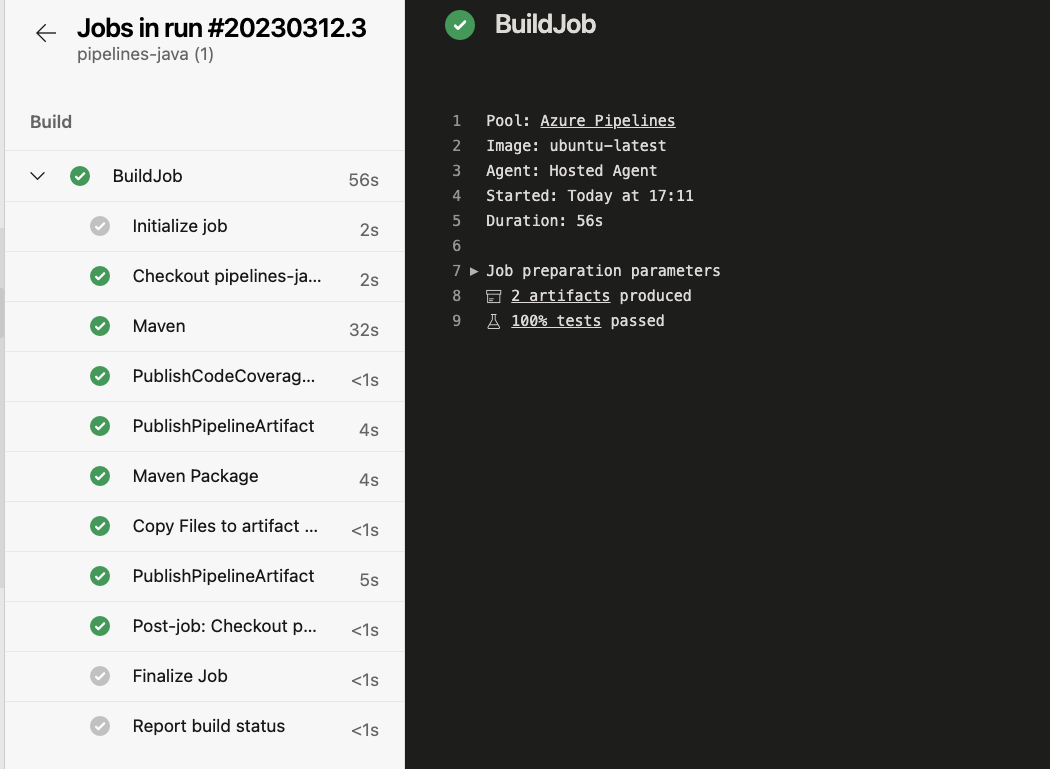 Jobs in run #20230312.3
pipelines-java (1)
Build
BuildJob 56s
Initialize job 2s
Checkout pipelines-ja... 2s
Maven 32s
PublishCodeCoverag... <1s
PublishPipelineArtifact 4s
Maven Package 4s
Copy Files to artifact ... <1s
PublishPipelineArtifact 5s
Post-job: Checkout p... <1s
Finalize Job <1s
Report build status <1s
BuildJob
1 Pool: Azure Pipelines
2 Image: ubuntu-latest
3 Agent: Hosted Agent
4 Started: Today at 17:11
5 Duration: 56s
6
7 Job preparation parameters
8 2 artifacts produced
9 100% tests passed